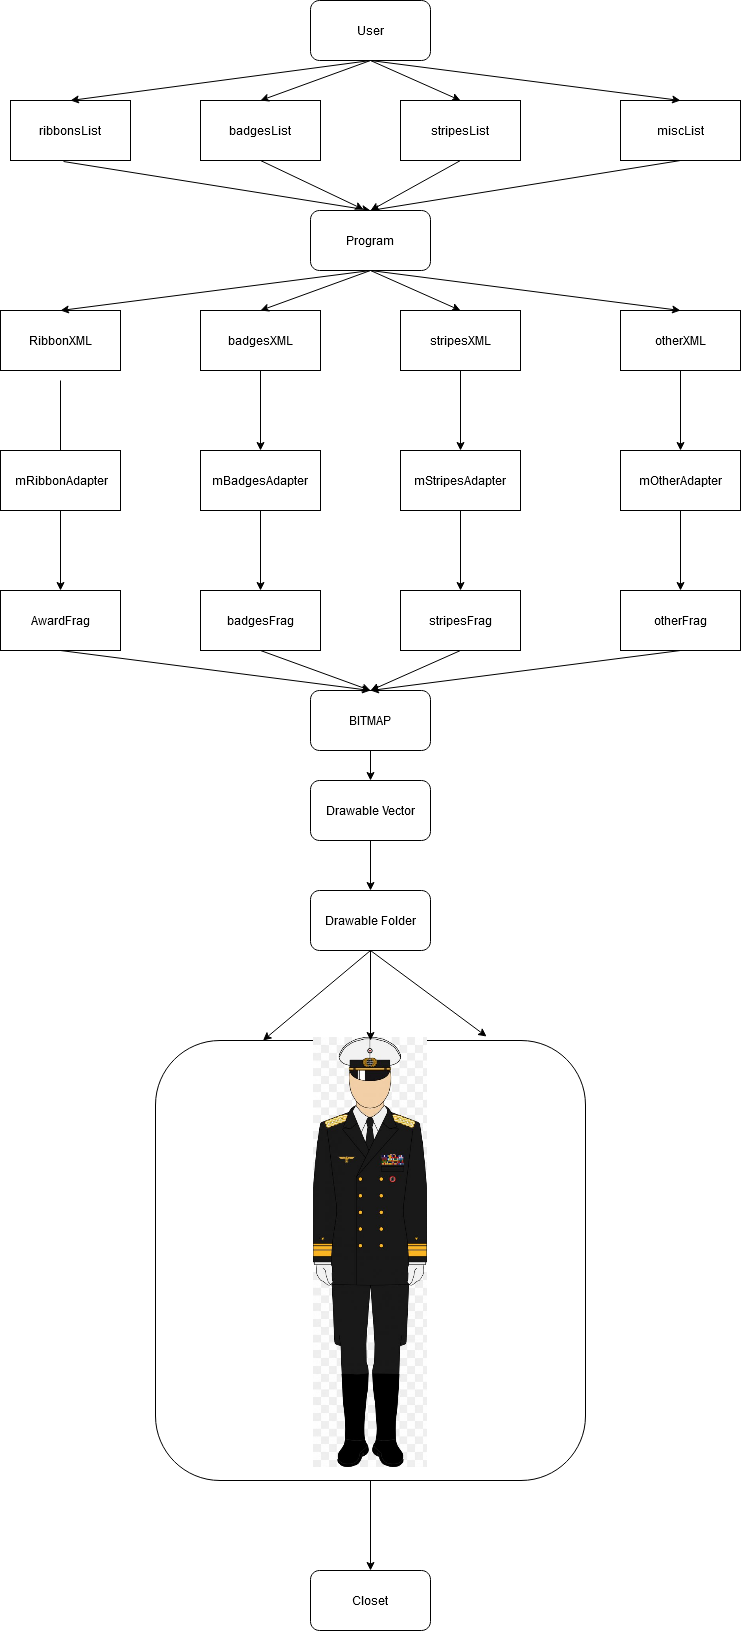 User
ribbonsList
badgesList
stripesList
miscList
Program
RibbonXML
badgesXML
stripesXML
otherXML
mRibbonAdapter
mBadgesAdapter
mStripesAdapter
mOtherAdapter
AwardFrag
badgesFrag
stripesFrag
otherFrag
BITMAP
Drawable Vector
Drawable Folder
Closet